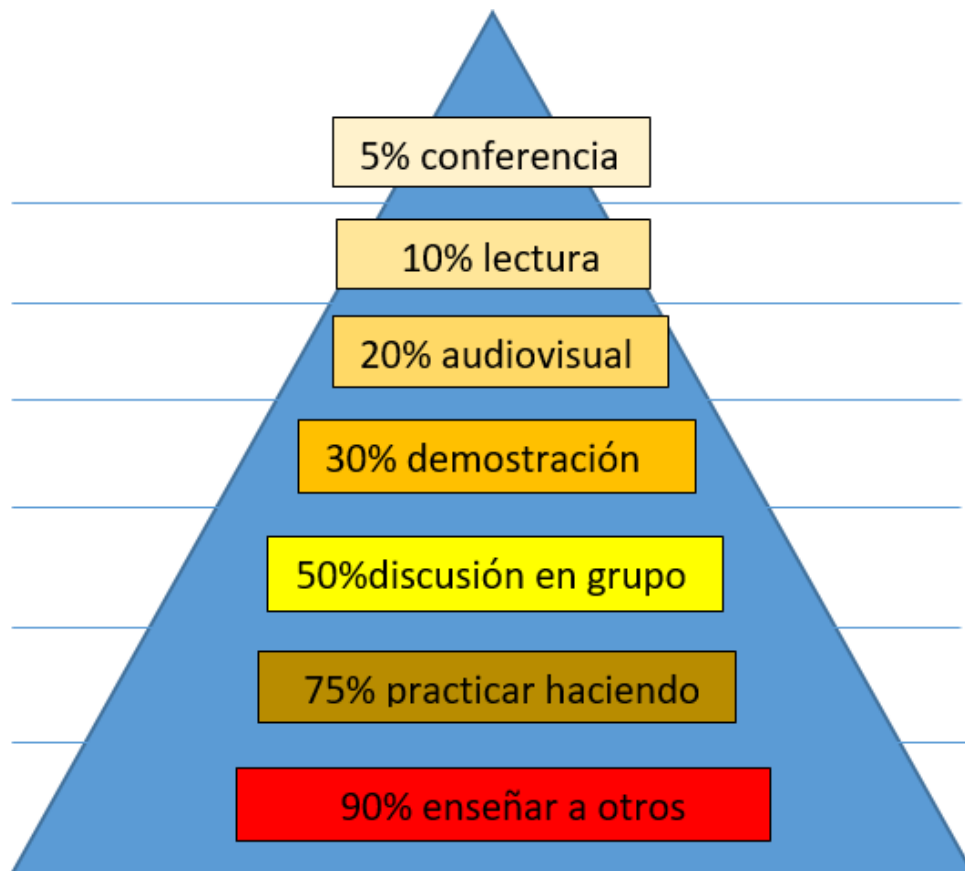 5% conferencia
10% lectura
20% audiovisual
30% demostración
50%discusión en grupo
75% practicar haciendo
90% enseñar a otros